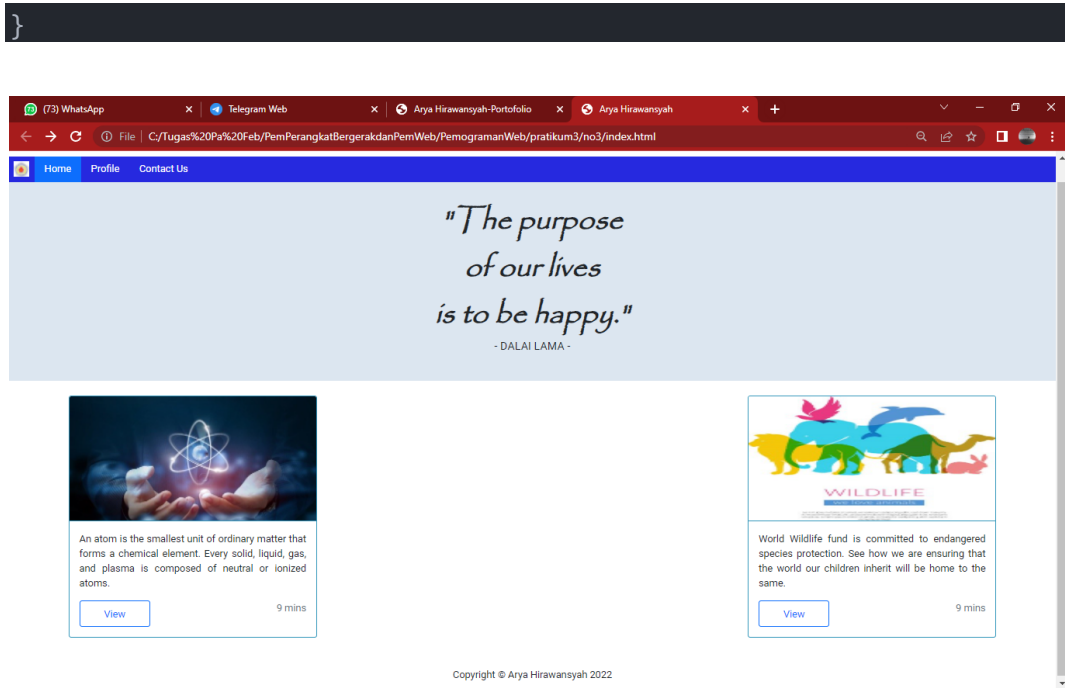 }
(73) WhatsApp
Telegram Web
Arya Hirawansyah-Portofolio
Arya Hirawansyah
File
C:/Tugas%20Pa%20Feb/PemPerangkatBergerakdanPemWeb/PemogramanWeb/pratikum3/no3/index.html
Home
Profile
Contact Us
"The purpose
of our lives
is to be happy."
- DALAI LAMA -
An atom is the smallest unit of ordinary matter that
forms a chemical element. Every solid, liquid, gas,
and plasma is composed of neutral or ionized
atoms.
View
9 mins
WILDLIFE
World Wildlife fund is committed to endangered
species protection. See how we are ensuring that
the world our children inherit will be home to the
same.
View
9 mins
Copyright © Arya Hirawansyah 2022